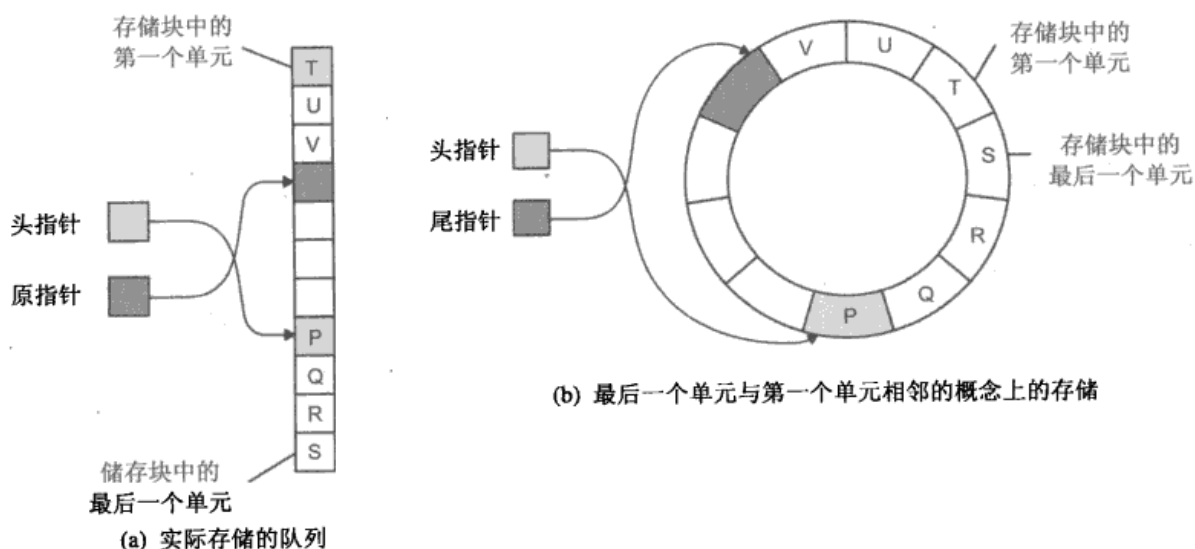 存储块中的
第一个单元
T
U
V
P
Q
R
S
头指针
原指针
储存块中的
最后一个单元
(a) 实际存储的队列
V
U
T
S
R
Q
P
存储块中的
第一个单元
存储块中的
最后一个单元
头指针
尾指针
(b) 最后一个单元与第一个单元相邻的概念上的存储